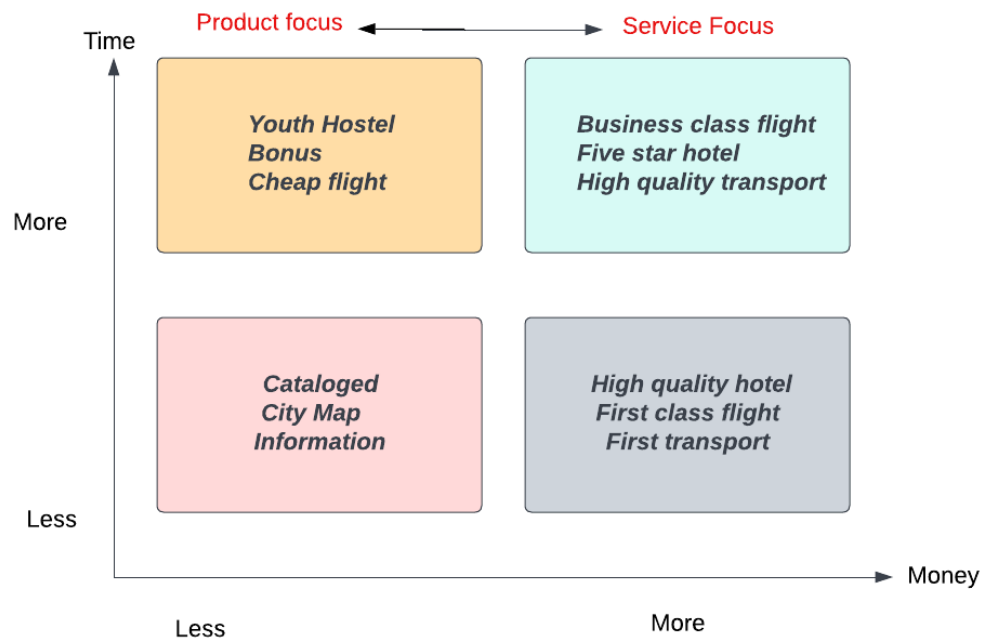 Product focus
Service Focus
Time
Youth Hostel
Bonus
Cheap flight
Business class flight
Five star hotel
High quality transport
More
Cataloged
City Map
Information
High quality hotel
First class flight
First transport
Less
Money
Less
More